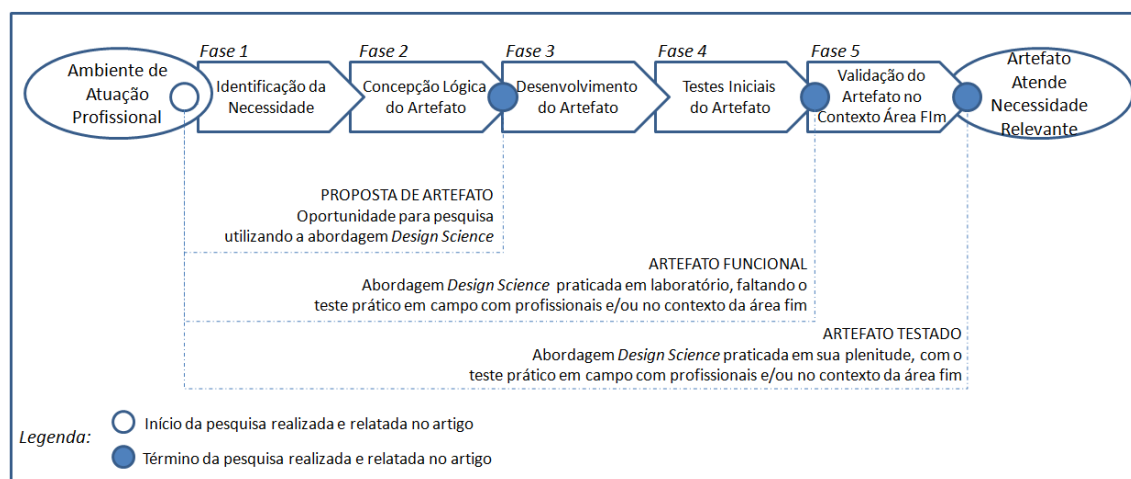 Fase 1
Fase 2
Fase 3
Fase 4
Fase 5
Ambiente de
Atuação
Profissional
Identificação da
Necessidade
Concepção Lógica
do Artefato
Desenvolvimento
do Artefato
Testes Iniciais
do Artefato
Validação do
Artefato no
Contexto Área FIm
Artefato
Atende
Necessidade
Relevante
PROPOSTA DE ARTEFATO
Oportunidade para pesquisa
utilizando a abordagem Design Science
ARTEFATO FUNCIONAL
Abordagem Design Science praticada em laboratório, faltando o
teste prático em campo com profissionais e/ou no contexto da área fim
ARTEFATO TESTADO
Abordagem Design Science praticada em sua plenitude, com o
teste prático em campo com profissionais e/ou no contexto da área fim
Legenda:
Início da pesquisa realizada e relatada no artigo
Término da pesquisa realizada e relatada no artigo